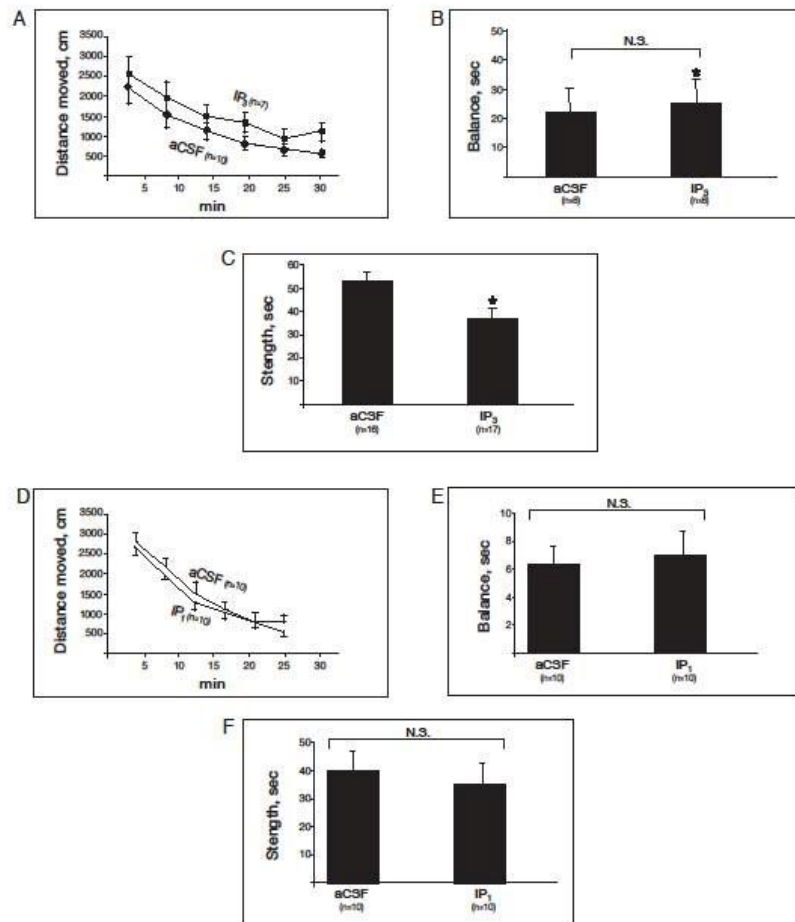 A
Distance moved, cm
3500
3000
2500
2000
1500
1000
500
IP3 (n=7)
aCSF (n=10)
5 10 15 20 25 30
min
B
Balance, sec
50
40
30
20
10
N.S.
*
aCSF IP3
(n=8) (n=8)
C
Stength, sec
60
50
40
30
20
10
*
aCSF IP3
(n=16) (n=17)
D
Distance moved, cm
3500
3000
2500
2000
1500
1000
500
aCSF (n=10)
IP1 (n=10)
5 10 15 20 25 30
min
E
Balance, sec
10
8
6
4
2
N.S.
aCSF IP1
(n=10) (n=10)
F
Stength, sec
50
40
30
20
10
N.S.
aCSF IP1
(n=10) (n=10)